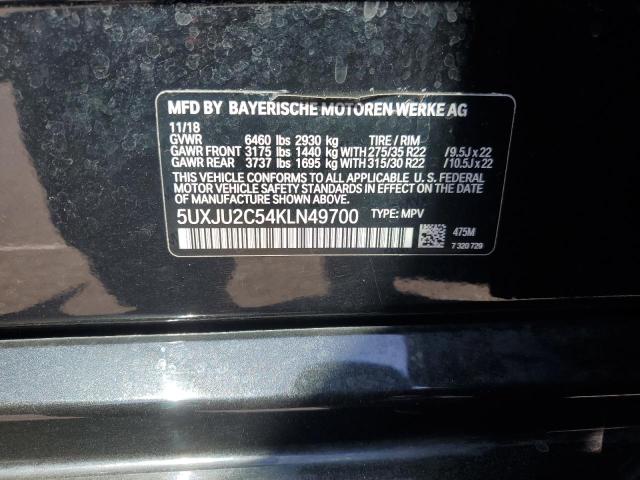 MFD BY BAYERISCHE MOTOREN WERKE AG
11/18
GVWR 6460 lbs 2930 kg TIRE / RIM
GAWR FRONT 3175 lbs 1440 kg WITH 275/35 R22 /9.5J x 22
GAWR REAR 3737 lbs 1695 kg WITH 315/30 R22 /10.5J x 22
THIS VEHICLE CONFORMS TO ALL APPLICABLE U. S. FEDERAL
MOTOR VEHICLE SAFETY STANDARDS IN EFFECT ON THE DATE OF
MANUFACTURE SHOWN ABOVE.
5UXJU2C54KLN49700 TYPE: MPV
475M
7 320 729